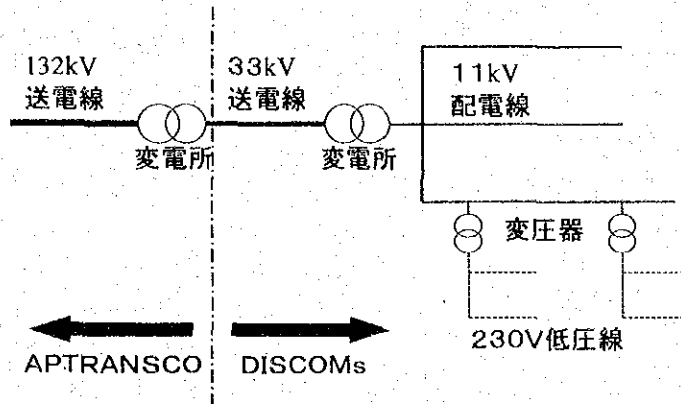 132kV
送電線
33kV
送電線
11kV
配電線
変電所
変電所
変圧器
230V低圧線
APTRANSCO
DISCOMs